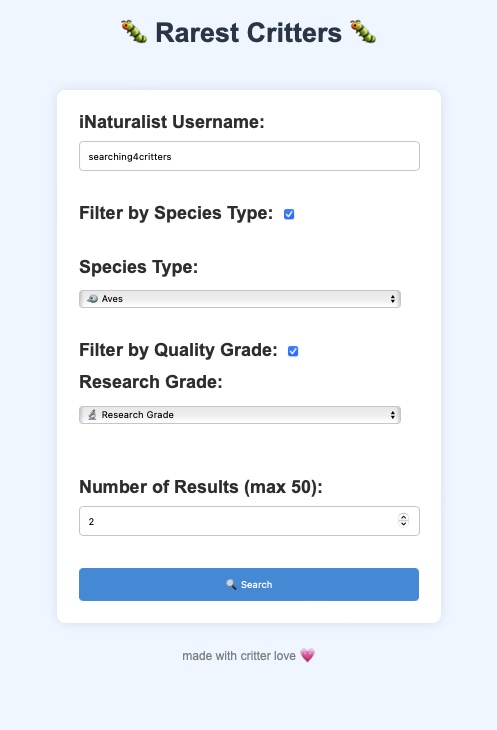 🐛 Rarest Critters 🐛
iNaturalist Username:
searching4critters
Filter by Species Type:
Species Type:
Aves
Filter by Quality Grade:
Research Grade:
🔬 Research Grade
Number of Results (max 50):
2
🔍 Search
made with critter love 💗